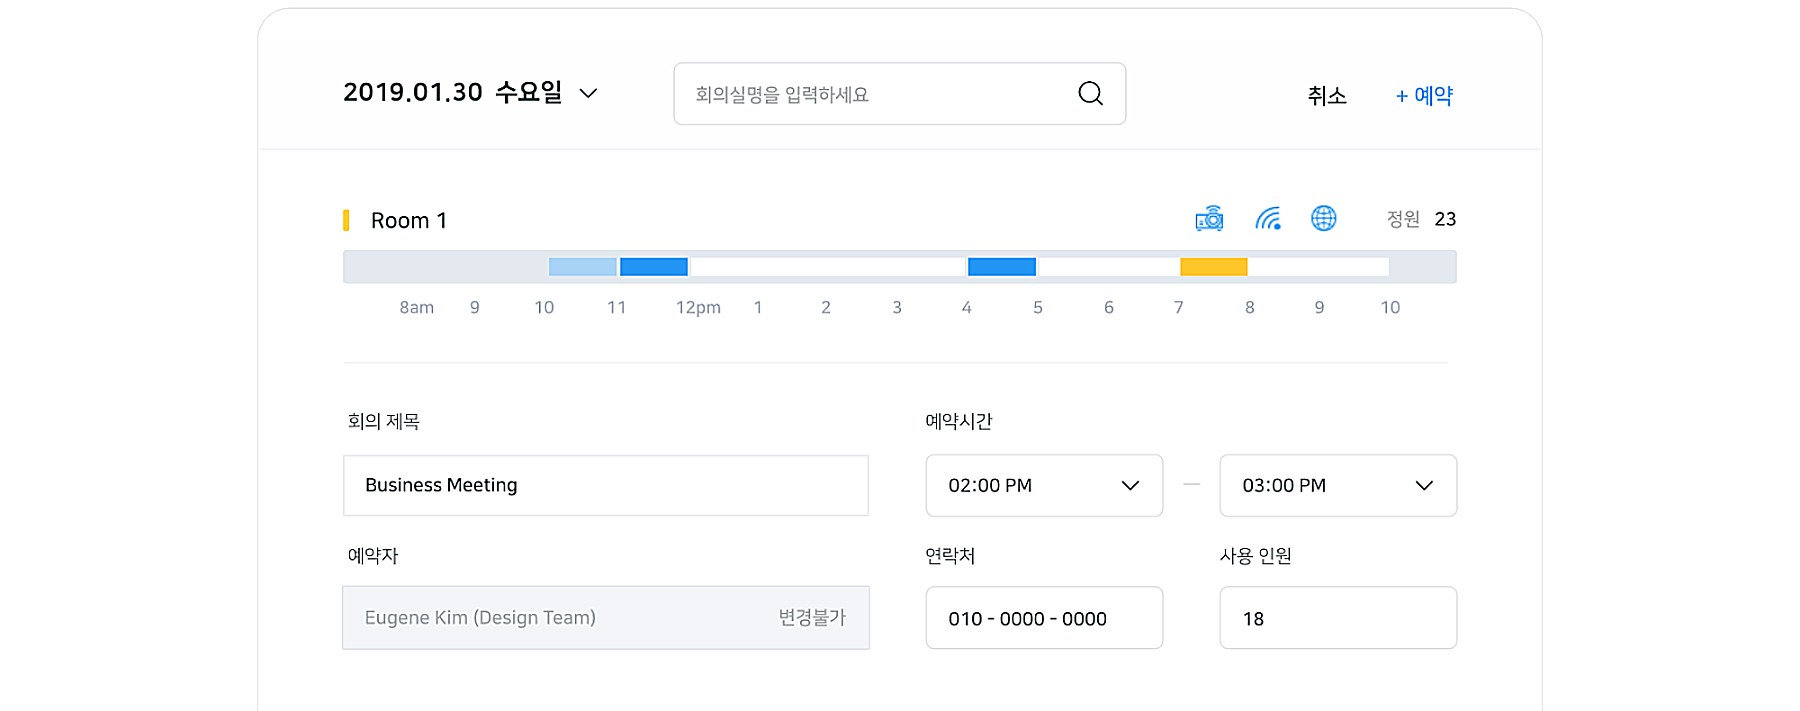 2019.01.30 수요일
회의실명을 입력하세요
취소
+ 예약
Room 1
정원 23
8am 9 10 11 12pm 1 2 3 4 5 6 7 8 9 10
회의 제목
예약시간
Business Meeting
02:00 PM — 03:00 PM
예약자
연락처
사용 인원
Eugene Kim (Design Team) 변경불가
010 - 0000 - 0000
18